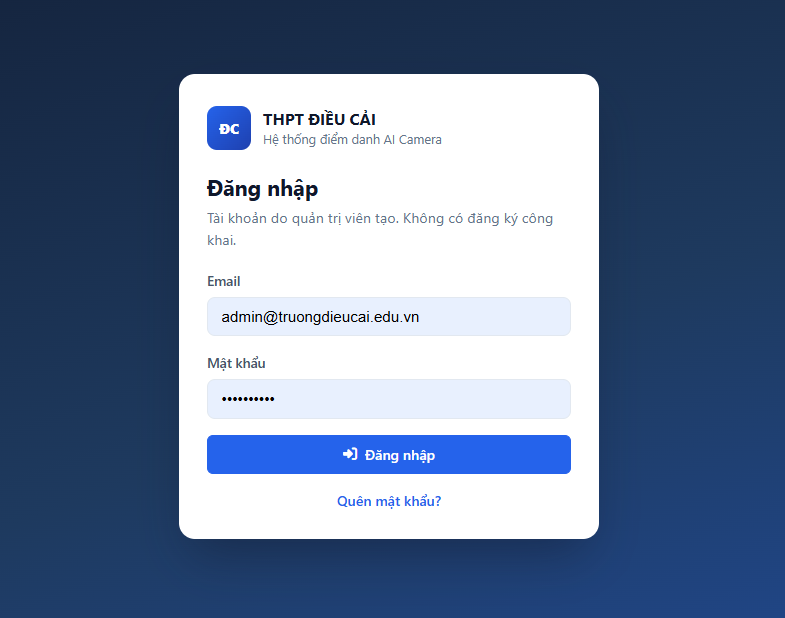 ĐC
THPT ĐIỀU CẢI
Hệ thống điểm danh AI Camera
Đăng nhập
Tài khoản do quản trị viên tạo. Không có đăng ký công
khai.
Email
admin@truongdieucai.edu.vn
Mật khẩu
••••••••••
Đăng nhập
Quên mật khẩu?